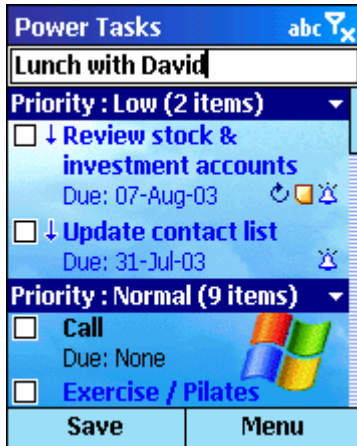 Power Tasks abc
Lunch with David
Priority : Low (2 items)
Review stock &
investment accounts
Due: 07-Aug-03
Update contact list
Due: 31-Jul-03
Priority : Normal (9 items)
Call
Due: None
Exercise / Pilates
Save Menu